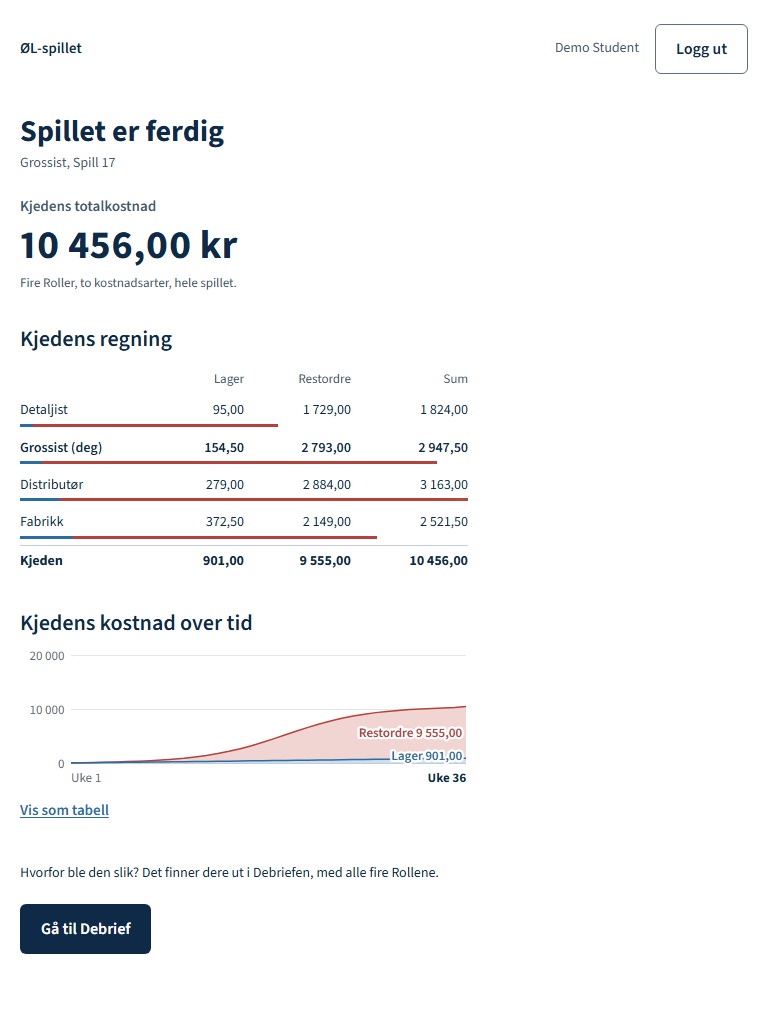 ØL-spillet
Demo Student
Logg ut
Spillet er ferdig
Grossist, Spill 17
Kjedens totalkostnad
10 456,00 kr
Fire Roller, to kostnadsarter, hele spillet.
Kjedens regning
Lager Restordre Sum
Detaljist 95,00 1 729,00 1 824,00
Grossist (deg) 154,50 2 793,00 2 947,50
Distributør 279,00 2 884,00 3 163,00
Fabrikk 372,50 2 149,00 2 521,50
Kjeden 901,00 9 555,00 10 456,00
Kjedens kostnad over tid
20 000
10 000
Restordre 9 555,00
Lager 901,00
0
Uke 1 Uke 36
Vis som tabell
Hvorfor ble den slik? Det finner dere ut i Debriefen, med alle fire Rollene.
Gå til Debrief